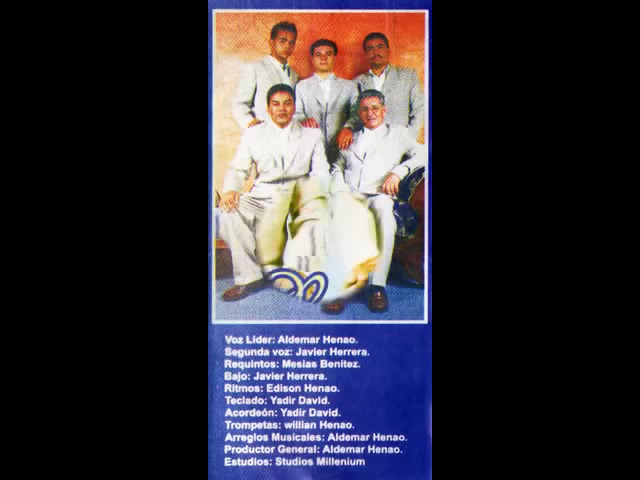 Voz Líder: Aldemar Henao.
Segunda voz: Javier Herrera.
Requintos: Mesias Benitez.
Bajo: Javier Herrera.
Ritmos: Edison Henao.
Teclado: Yadir David.
Acordeón: Yadir David.
Trompetas: willian Henao.
Arreglos Musicales: Aldemar Henao.
Productor General: Aldemar Henao.
Estudios: Studios Millenium